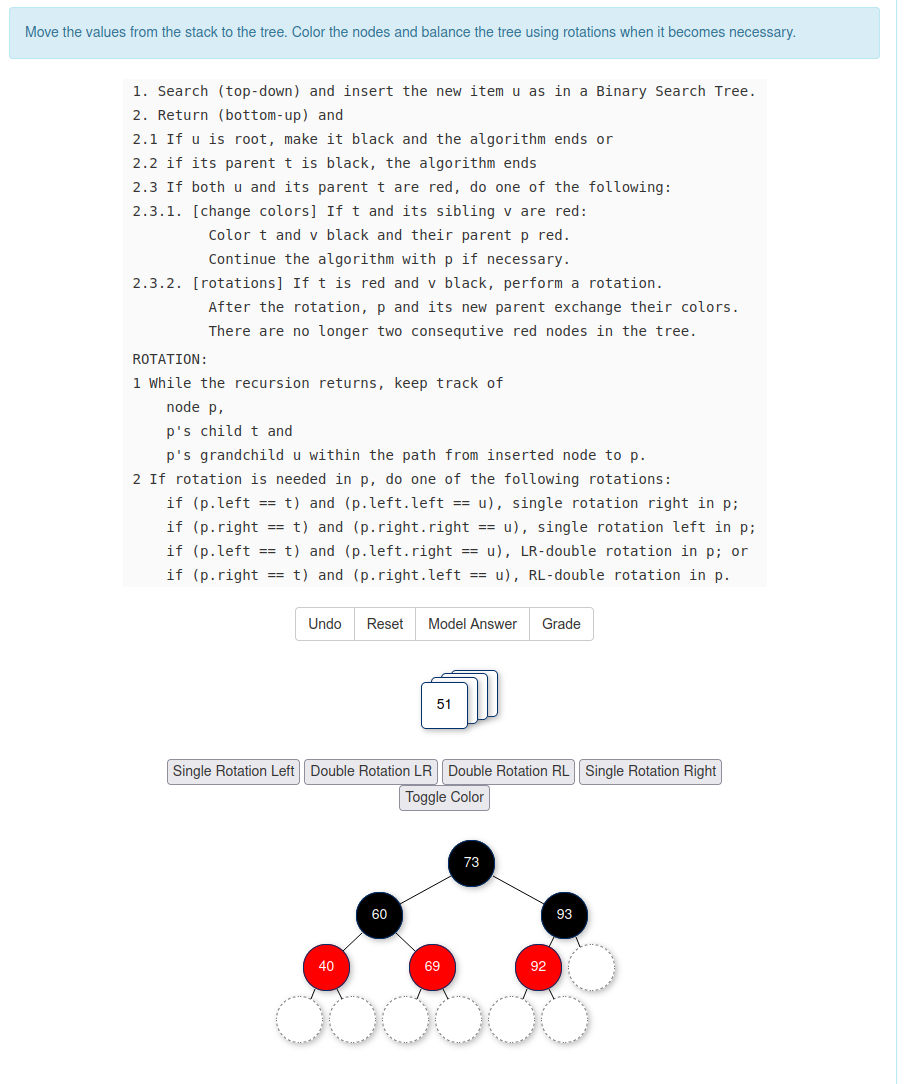 Move the values from the stack to the tree. Color the nodes and balance the tree using rotations when it becomes necessary.
1. Search (top-down) and insert the new item u as in a Binary Search Tree.
2. Return (bottom-up) and
2.1 If u is root, make it black and the algorithm ends or
2.2 if its parent t is black, the algorithm ends
2.3 If both u and its parent t are red, do one of the following:
2.3.1. [change colors] If t and its sibling v are red:
Color t and v black and their parent p red.
Continue the algorithm with p if necessary.
2.3.2. [rotations] If t is red and v black, perform a rotation.
After the rotation, p and its new parent exchange their colors.
There are no longer two consequtive red nodes in the tree.
ROTATION:
1 While the recursion returns, keep track of
node p,
p's child t and
p's grandchild u within the path from inserted node to p.
2 If rotation is needed in p, do one of the following rotations:
if (p.left == t) and (p.left.left == u), single rotation right in p;
if (p.right == t) and (p.right.right == u), single rotation left in p;
if (p.left == t) and (p.left.right == u), LR-double rotation in p; or
if (p.right == t) and (p.right.left == u), RL-double rotation in p.
Undo Reset Model Answer Grade
51
Single Rotation Left Double Rotation LR Double Rotation RL Single Rotation Right
Toggle Color
73
60 93
40 69 92